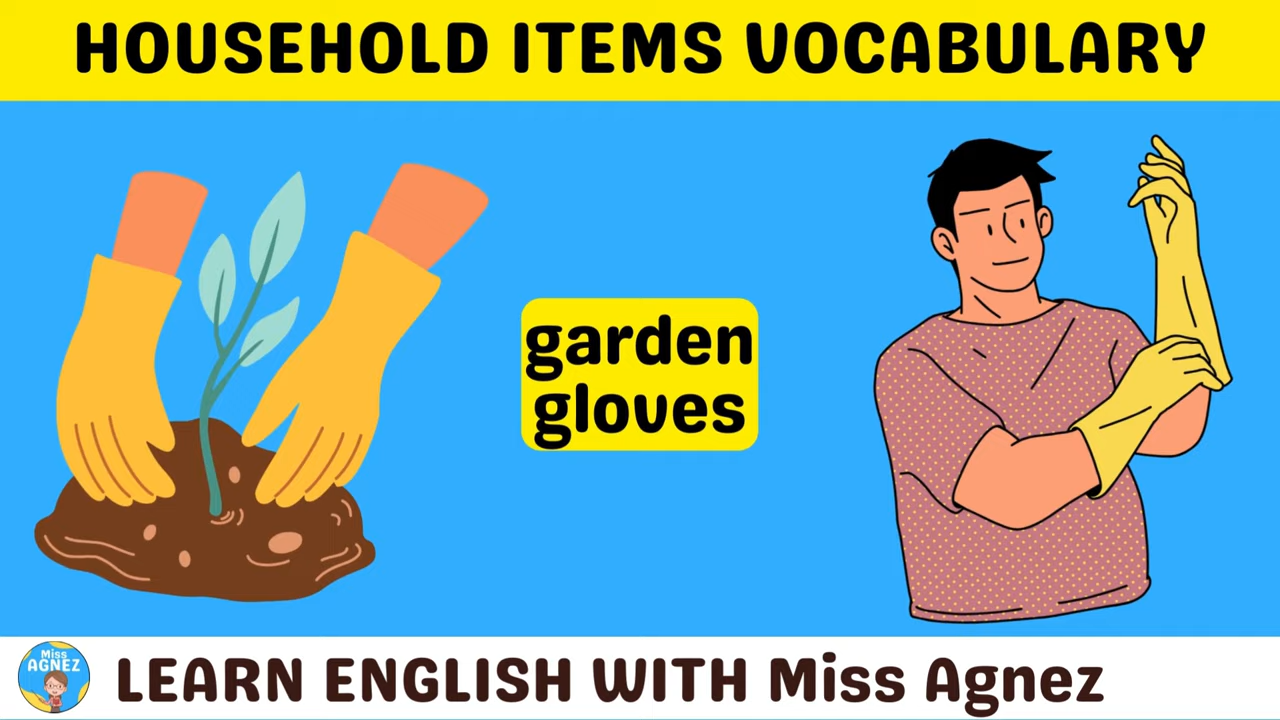 HOUSEHOLD ITEMS VOCABULARY
garden
gloves
Miss
AGNEZ
LEARN ENGLISH WITH Miss Agnez